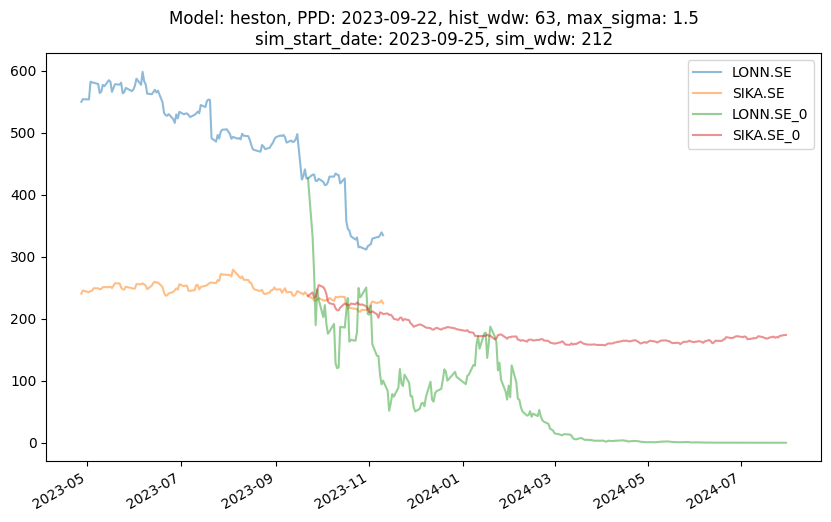 Model: heston, PPD: 2023-09-22, hist_wdw: 63, max_sigma: 1.5
sim_start_date: 2023-09-25, sim_wdw: 212
LONN.SE
SIKA.SE
LONN.SE_0
SIKA.SE_0
600
500
400
300
200
100
0
2023-05
2023-07
2023-09
2023-11
2024-01
2024-03
2024-05
2024-07